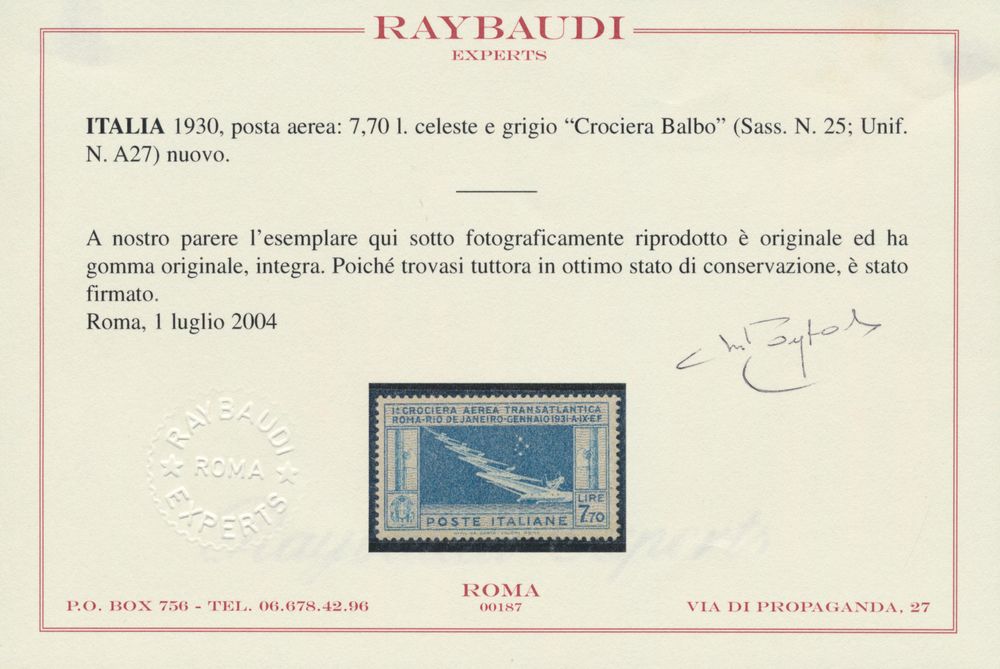 RAYBAUDI
EXPERTS
ITALIA 1930, posta aerea: 7,70 l. celeste e grigio “Crociera Balbo” (Sass. N. 25; Unif.
N. A27) nuovo.
A nostro parere l’esemplare qui sotto fotograficamente riprodotto è originale ed ha
gomma originale, integra. Poiché trovasi tuttora in ottimo stato di conservazione, è stato
firmato.
Roma, 1 luglio 2004
RAYBAUDI
ROMA
EXPERTS
Iª CROCIERA AEREA TRANSATLANTICA
ROMA-RIO DE JANEIRO-GENNAIO 1931-A.IX-E.F.
LIRE
7.70
POSTE ITALIANE
ROMA
00187
P.O. BOX 756 - TEL. 06.678.42.96
VIA DI PROPAGANDA, 27